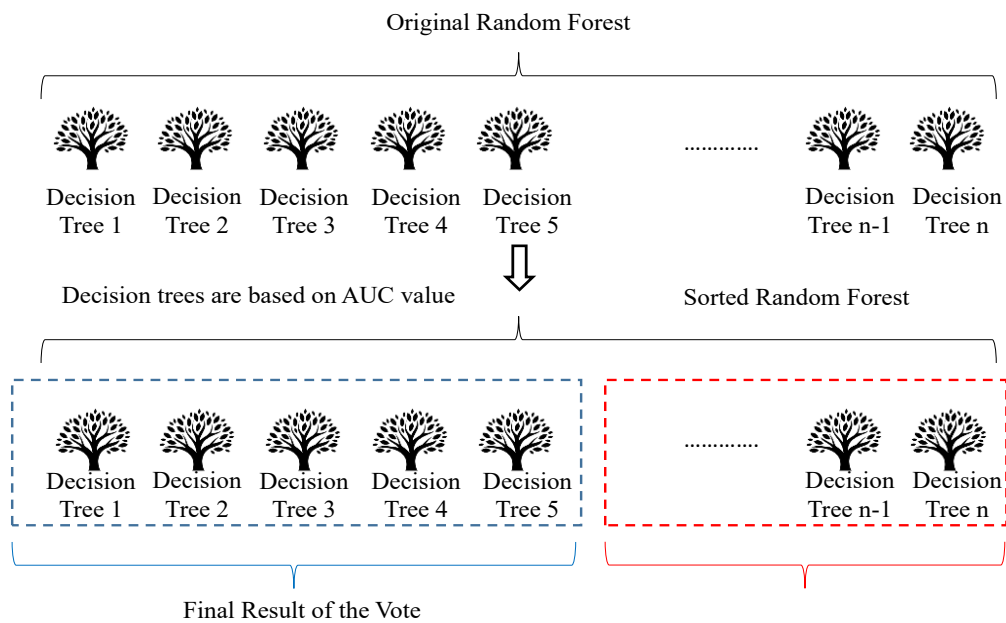 Original Random Forest
Decision Decision Decision Decision Decision ............. Decision Decision
Tree 1 Tree 2 Tree 3 Tree 4 Tree 5 Tree n-1 Tree n
Decision trees are based on AUC value Sorted Random Forest
.............
Decision Decision Decision Decision Decision Decision Decision
Tree 1 Tree 2 Tree 3 Tree 4 Tree 5 Tree n-1 Tree n
Final Result of the Vote